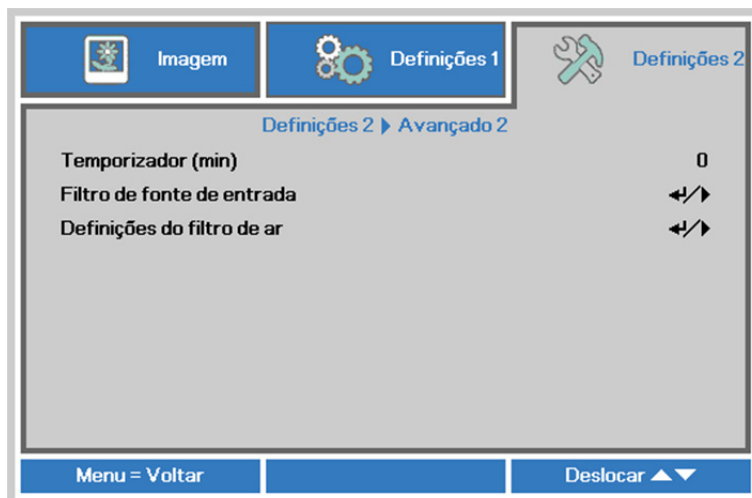 Imagem Definições 1 Definições 2
Definições 2 ▶ Avançado 2
Temporizador (min) 0
Filtro de fonte de entrada ↵/▶
Definições do filtro de ar ↵/▶
Menu = Voltar Deslocar ▲▼